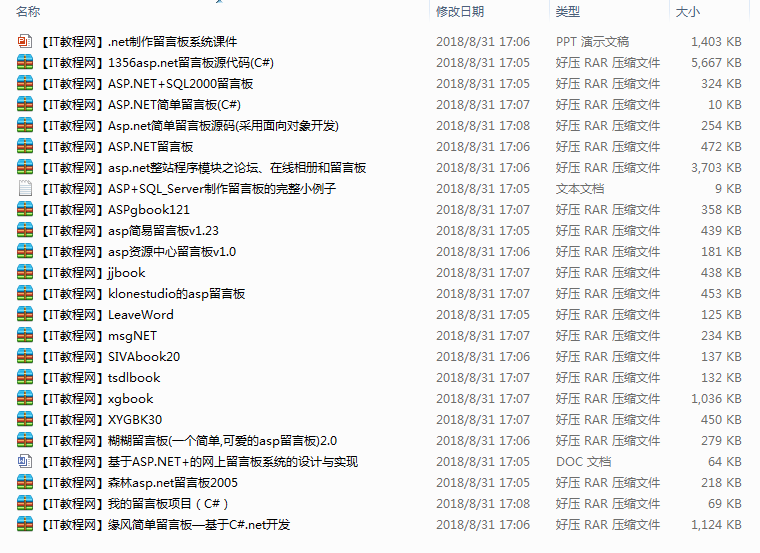 名称 修改日期 类型 大小
【IT教程网】.net制作留言板系统课件 2018/8/31 17:06 PPT 演示文稿 1,403 KB
【IT教程网】1356asp.net留言板源代码(C#) 2018/8/31 17:05 好压 RAR 压缩文件 5,667 KB
【IT教程网】ASP.NET+SQL2000留言板 2018/8/31 17:06 好压 RAR 压缩文件 324 KB
【IT教程网】ASP.NET简单留言板(C#) 2018/8/31 17:07 好压 RAR 压缩文件 10 KB
【IT教程网】Asp.net简单留言板源码(采用面向对象开发) 2018/8/31 17:08 好压 RAR 压缩文件 254 KB
【IT教程网】ASP.NET留言板 2018/8/31 17:06 好压 RAR 压缩文件 472 KB
【IT教程网】asp.net整站程序模块之论坛、在线相册和留言板 2018/8/31 17:06 好压 RAR 压缩文件 3,703 KB
【IT教程网】ASP+SQL_Server制作留言板的完整小例子 2018/8/31 17:05 文本文档 9 KB
【IT教程网】ASPgbook121 2018/8/31 17:07 好压 RAR 压缩文件 358 KB
【IT教程网】asp简易留言板v1.23 2018/8/31 17:05 好压 RAR 压缩文件 439 KB
【IT教程网】asp资源中心留言板v1.0 2018/8/31 17:06 好压 RAR 压缩文件 181 KB
【IT教程网】jjbook 2018/8/31 17:07 好压 RAR 压缩文件 438 KB
【IT教程网】klonestudio的asp留言板 2018/8/31 17:07 好压 RAR 压缩文件 453 KB
【IT教程网】LeaveWord 2018/8/31 17:05 好压 RAR 压缩文件 125 KB
【IT教程网】msgNET 2018/8/31 17:07 好压 RAR 压缩文件 234 KB
【IT教程网】SIVAbook20 2018/8/31 17:06 好压 RAR 压缩文件 137 KB
【IT教程网】tsdlbook 2018/8/31 17:07 好压 RAR 压缩文件 132 KB
【IT教程网】xgbook 2018/8/31 17:07 好压 RAR 压缩文件 1,036 KB
【IT教程网】XYGBK30 2018/8/31 17:07 好压 RAR 压缩文件 450 KB
【IT教程网】糊糊留言板(一个简单,可爱的asp留言板)2.0 2018/8/31 17:06 好压 RAR 压缩文件 279 KB
【IT教程网】基于ASP.NET+的网上留言板系统的设计与实现 2018/8/31 17:05 DOC 文档 64 KB
【IT教程网】森林asp.net留言板2005 2018/8/31 17:05 好压 RAR 压缩文件 218 KB
【IT教程网】我的留言板项目（C#） 2018/8/31 17:08 好压 RAR 压缩文件 69 KB
【IT教程网】缘风简单留言板—基于C#.net开发 2018/8/31 17:06 好压 RAR 压缩文件 1,124 KB